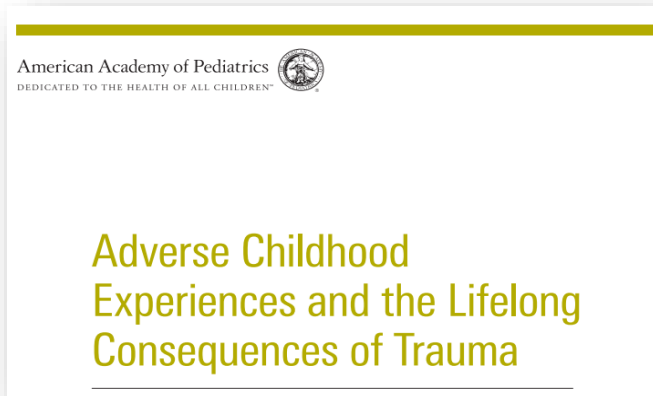 American Academy of Pediatrics
DEDICATED TO THE HEALTH OF ALL CHILDREN™
Adverse Childhood
Experiences and the Lifelong
Consequences of Trauma